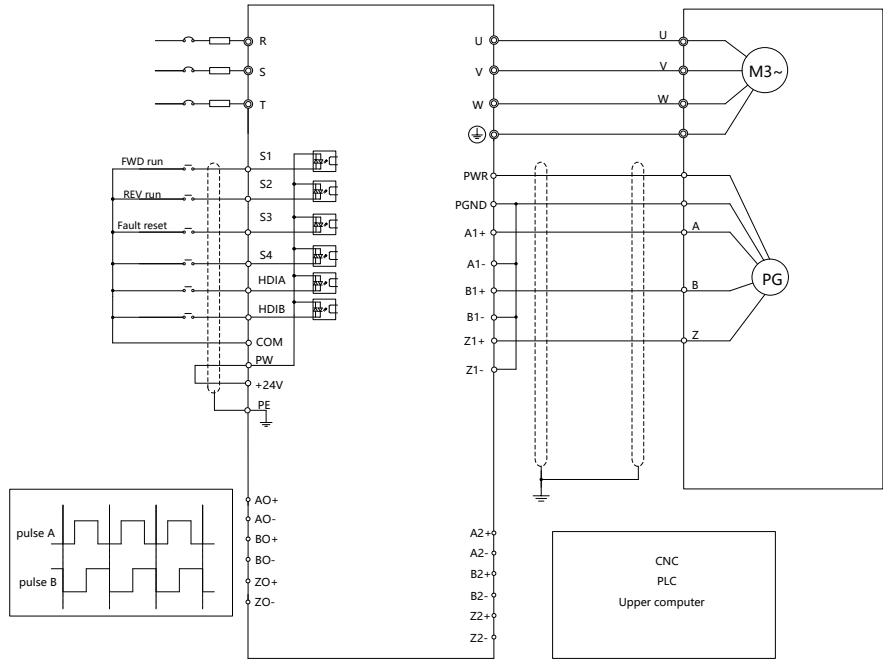 R
S
T
FWD run
REV run
Fault reset
S1
S2
S3
S4
HDIA
HDIB
COM
PW
+24V
PE
AO+
AO-
BO+
BO-
ZO+
ZO-
pulse A
pulse B
U
V
W
PWR
PGND
A1+
A1-
B1+
B1-
Z1+
Z1-
A2+
A2-
B2+
B2-
Z2+
Z2-
U
V
W
M3~
A
B
Z
PG
CNC
PLC
Upper computer